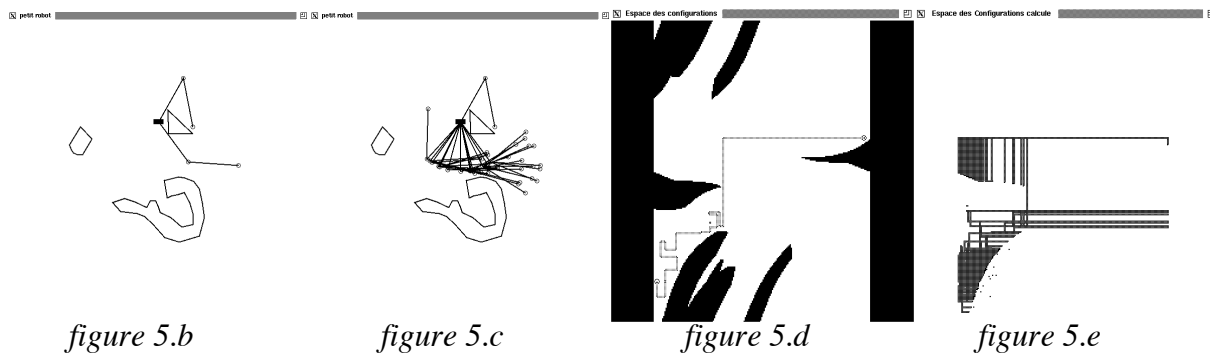 petit robot
petit robot
Espace des configurations
Espace des Configurations calcule
figure 5.b
figure 5.c
figure 5.d
figure 5.e